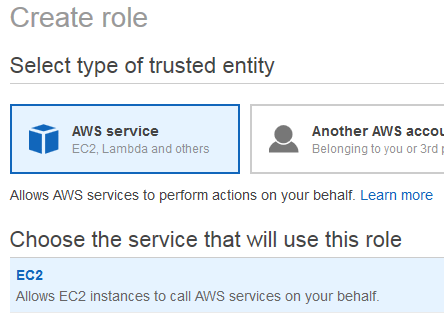 Create role
Select type of trusted entity
AWS service
EC2, Lambda and others
Another AWS accou
Belonging to you or 3rd p
Allows AWS services to perform actions on your behalf. Learn more
Choose the service that will use this role
EC2
Allows EC2 instances to call AWS services on your behalf.